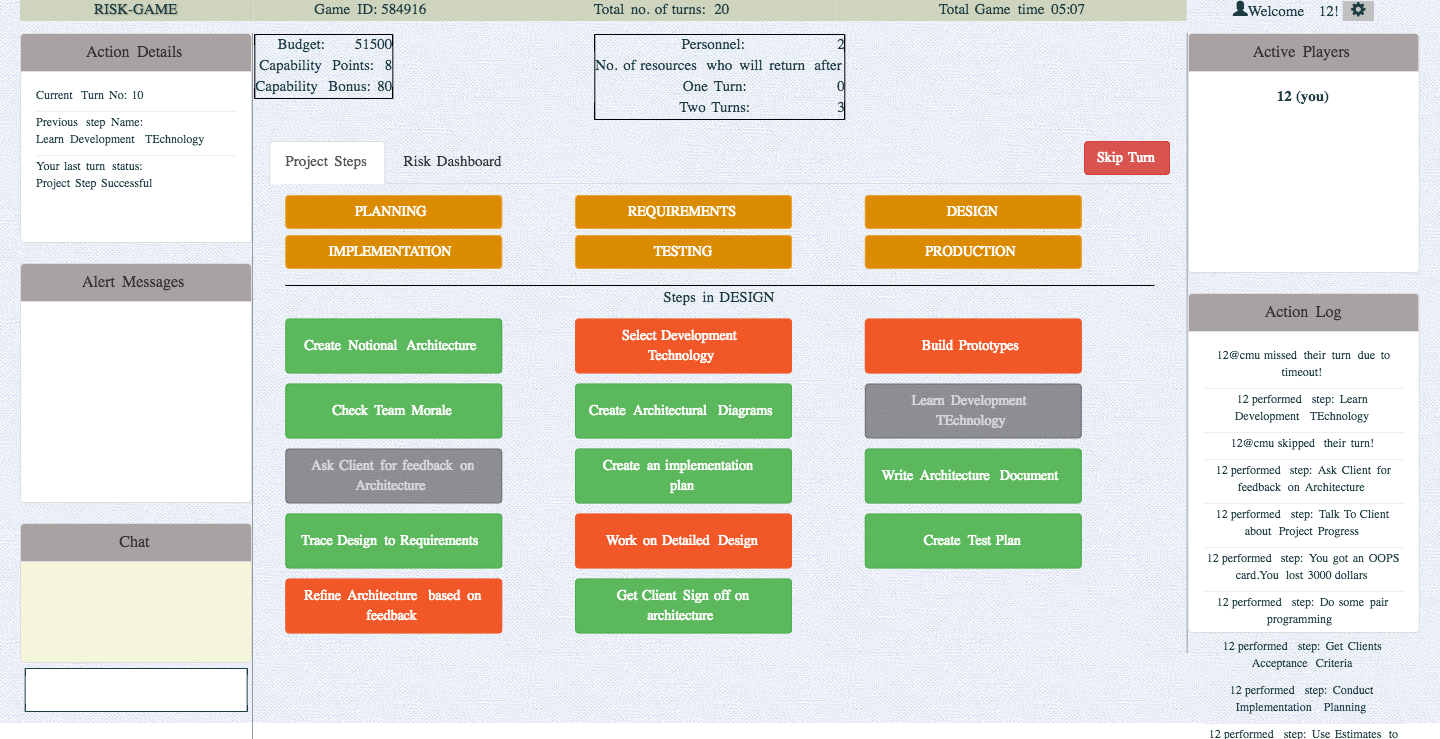 RISK-GAME
Game ID: 584916
Total no. of turns: 20
Total Game time 05:07
Welcome 12!
Action Details
Current Turn No: 10
Previous step Name:
Learn Development TEchnology
Your last turn status:
Project Step Successful
Alert Messages
Chat
Budget: 51500
Capability Points: 8
Capability Bonus: 80
Personnel: 2
No. of resources who will return after
One Turn: 0
Two Turns: 3
Project Steps
Risk Dashboard
Skip Turn
PLANNING
REQUIREMENTS
DESIGN
IMPLEMENTATION
TESTING
PRODUCTION
Steps in DESIGN
Create Notional Architecture
Select Development
Technology
Build Prototypes
Check Team Morale
Create Architectural Diagrams
Learn Development
TEchnology
Ask Client for feedback on
Architecture
Create an implementation
plan
Write Architecture Document
Trace Design to Requirements
Work on Detailed Design
Create Test Plan
Refine Architecture based on
feedback
Get Client Sign off on
architecture
Active Players
12 (you)
Action Log
12@cmu missed their turn due to
timeout!
12 performed step: Learn
Development TEchnology
12@cmu skipped their turn!
12 performed step: Ask Client for
feedback on Architecture
12 performed step: Talk To Client
about Project Progress
12 performed step: You got an OOPS
card.You lost 3000 dollars
12 performed step: Do some pair
programming
12 performed step: Get Clients
Acceptance Criteria
12 performed step: Conduct
Implementation Planning
12 performed step: Use Estimates to